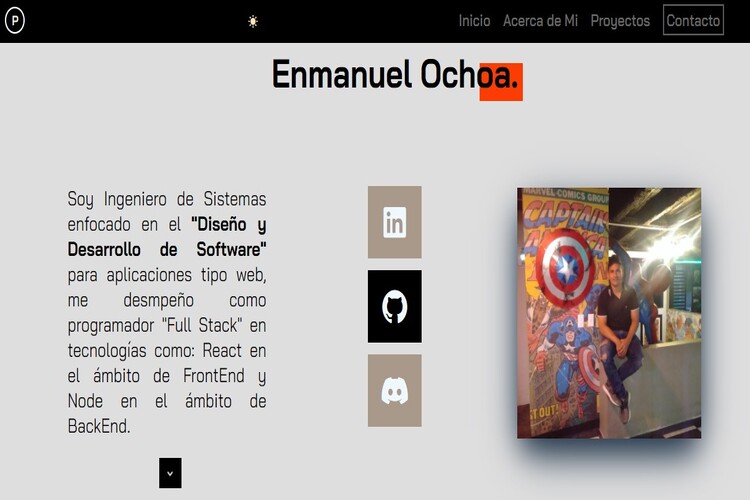 P
Inicio Acerca de Mi Proyectos Contacto
Enmanuel Ochoa.
Soy Ingeniero de Sistemas
enfocado en el "Diseño y
Desarrollo de Software"
para aplicaciones tipo web,
me desmpeño como
programador "Full Stack" en
tecnologías como: React en
el ámbito de FrontEnd y
Node en el ámbito de
BackEnd.
in
MARVEL COMICS GROUP
CAPTAIN
AMERICA
T OUT!